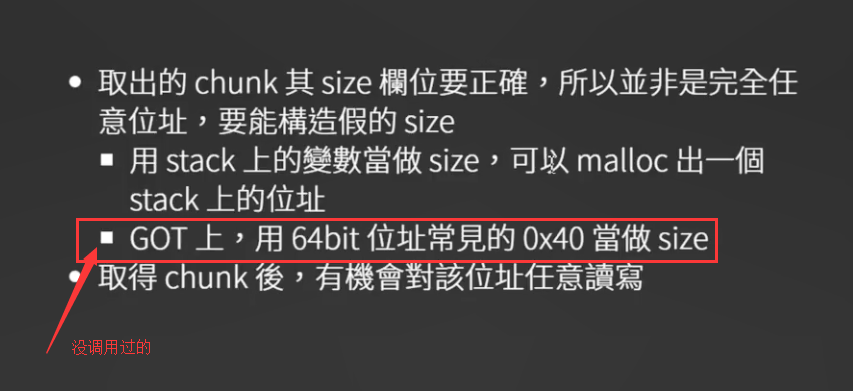 取出的 chunk 其 size 欄位要正確，所以並非是完全任
意位址，要能構造假的 size
用 stack 上的變數當做 size，可以 malloc 出一個
stack 上的位址
GOT 上，用 64bit 位址常見的 0x40 當做 size
取得 chunk 後，有機會對該位址任意讀寫
没调用过的